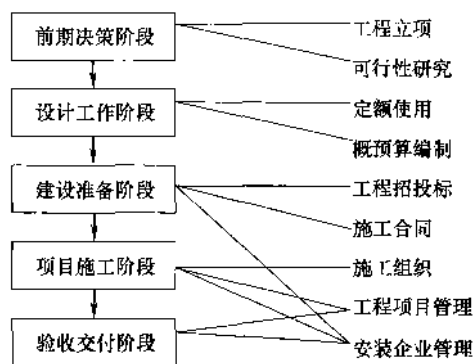 前期决策阶段
工程立项
可行性研究
设计工作阶段
定额使用
概预算编制
建设准备阶段
工程招投标
施工合同
项目施工阶段
施工组织
工程项目管理
验收交付阶段
安装企业管理